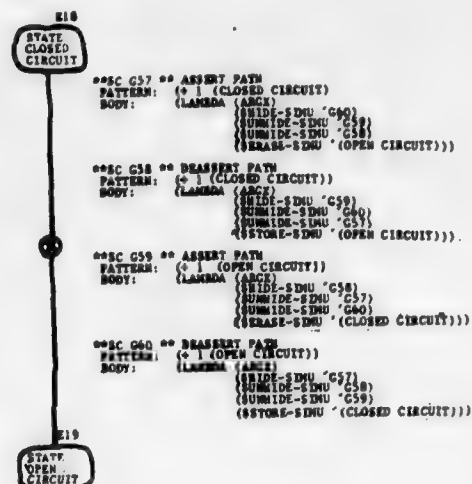 E18
STATE
CLOSED
CIRCUIT
**SC G57 ** ASSERT PATH
PATTERN: (+ 1 (CLOSED CIRCUIT)
BODY: (LAMBDA (ARGX)
($HIDE-SIMU 'G60)
($UNHIDE-SIMU 'G59)
($UNHIDE-SIMU 'G58)
($ERASE-SIMU '(OPEN CIRCUIT)))
**SC G58 ** DEASSERT PATH
PATTERN: (+ 1 (CLOSED CIRCUIT))
BODY: (LAMBDA (ARGX)
($HIDE-SIMU 'G59)
($UNHIDE-SIMU 'G60)
($UNHIDE-SIMU 'G57)
($STORE-SIMU '(OPEN CIRCUIT)))
**SC G59 ** ASSERT PATH
PATTERN: (+ 1 (OPEN CIRCUIT))
BODY: (LAMBDA (ARGX)
($HIDE-SIMU 'G58)
($UNHIDE-SIMU 'G57)
($UNHIDE-SIMU 'G60)
($ERASE-SIMU '(CLOSED CIRCUIT)))
**SC G60 ** DEASSERT PATH
PATTERN: (+ 1 (OPEN CIRCUIT))
BODY: (LAMBDA (ARGX)
($HIDE-SIMU 'G57)
($UNHIDE-SIMU 'G58)
($UNHIDE-SIMU 'G59)
($STORE-SIMU '(CLOSED CIRCUIT)))
E19
STATE
OPEN
CIRCUIT